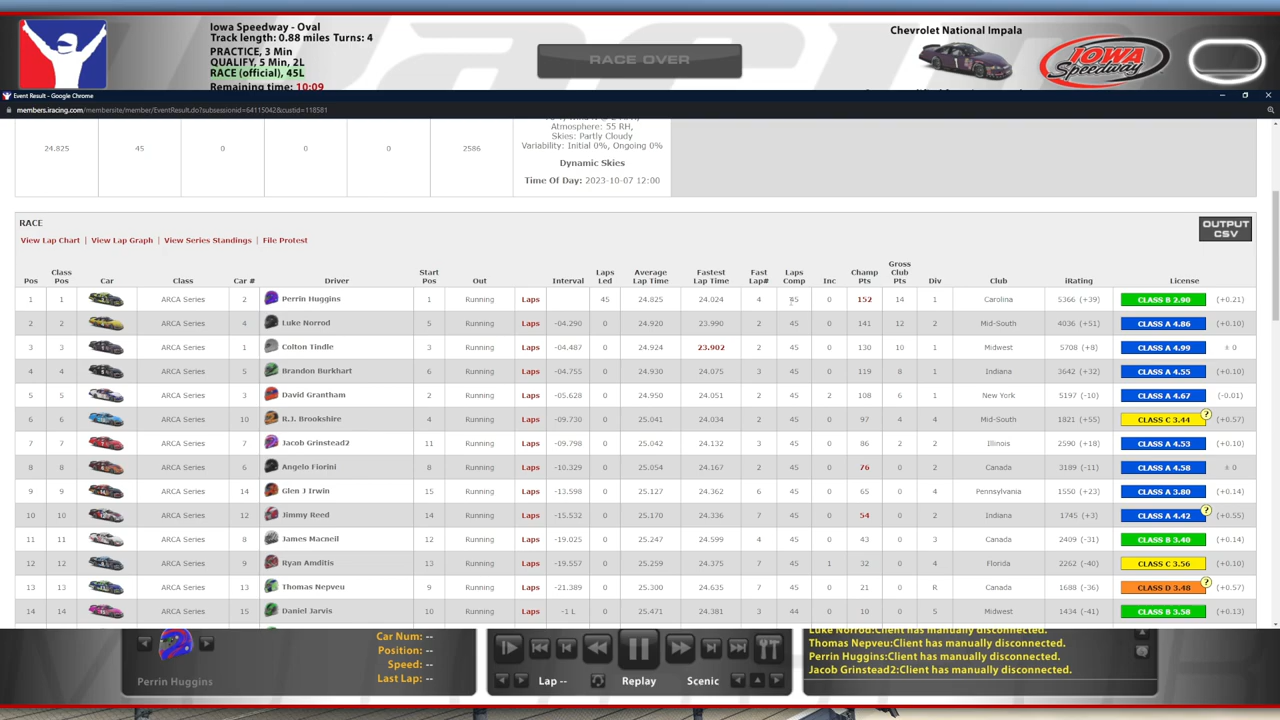 Iowa Speedway - Oval
Track length: 0.88 miles Turns: 4
PRACTICE, 3 Min
QUALIFY, 5 Min, 2L
RACE (official), 45L
Remaining time: 10:09
RACE OVER
Chevrolet National Impala
IOWA
Speedway
Event Result - Google Chrome
members.iracing.com/membersite/member/EventResult.do?subsessionid=64115042&custid=118581
Atmosphere: 55 RH,
Skies: Partly Cloudy
Variability: Initial 0%, Ongoing 0%
24.825 45 0 0 0 2586
Dynamic Skies
Time Of Day: 2023-10-07 12:00
RACE
View Lap Chart | View Lap Graph | View Series Standings | File Protest
OUTPUT
CSV
Pos Class Pos Car Class Car # Driver Start Pos Out Interval Laps Led Average Lap Time Fastest Lap Time Fast Lap# Laps Comp Inc Champ Pts Gross Club Pts Div Club iRating License
1 1 ARCA Series 2 Perrin Huggins 1 Running Laps 45 24.825 24.024 4 45 0 152 14 1 Carolina 5366 (+39) CLASS B 2.90 (+0.21)
2 2 ARCA Series 4 Luke Norrod 5 Running Laps -04.290 0 24.920 23.990 2 45 0 141 12 2 Mid-South 4036 (+51) CLASS A 4.86 (+0.10)
3 3 ARCA Series 1 Colton Tindle 3 Running Laps -04.487 0 24.924 23.902 2 45 0 130 10 1 Midwest 5708 (+8) CLASS A 4.99 ± 0
4 4 ARCA Series 5 Brandon Burkhart 6 Running Laps -04.755 0 24.930 24.075 3 45 0 119 8 1 Indiana 3642 (+32) CLASS A 4.55 (+0.10)
5 5 ARCA Series 3 David Grantham 2 Running Laps -05.628 0 24.950 24.051 2 45 2 108 6 1 New York 5197 (-10) CLASS A 4.67 (-0.01)
6 6 ARCA Series 10 R.J. Brookshire 4 Running Laps -09.730 0 25.041 24.034 2 45 0 97 4 4 Mid-South 1821 (+55) CLASS C 3.44 ? (+0.57)
7 7 ARCA Series 7 Jacob Grinstead2 11 Running Laps -09.798 0 25.042 24.132 3 45 0 86 2 2 Illinois 2590 (+18) CLASS A 4.53 (+0.10)
8 8 ARCA Series 6 Angelo Fiorini 8 Running Laps -10.329 0 25.054 24.167 2 45 0 76 0 2 Canada 3189 (-11) CLASS A 4.58 ± 0
9 9 ARCA Series 14 Glen J Irwin 15 Running Laps -13.598 0 25.127 24.362 6 45 0 65 0 4 Pennsylvania 1550 (+23) CLASS A 3.80 (+0.14)
10 10 ARCA Series 12 Jimmy Reed 14 Running Laps -15.532 0 25.170 24.336 7 45 0 54 0 2 Indiana 1745 (+3) CLASS A 4.42 ? (+0.55)
11 11 ARCA Series 8 James Macneil 12 Running Laps -19.025 0 25.247 24.599 4 45 0 43 0 3 Canada 2409 (-31) CLASS B 3.40 (+0.14)
12 12 ARCA Series 9 Ryan Amditis 13 Running Laps -19.557 0 25.259 24.375 7 45 1 32 0 4 Florida 2262 (-40) CLASS C 3.56 (+0.10)
13 13 ARCA Series 13 Thomas Nepveu 9 Running Laps -21.389 0 25.300 24.635 7 45 0 21 0 R Canada 1688 (-36) CLASS D 3.48 ? (+0.57)
14 14 ARCA Series 15 Daniel Jarvis 10 Running Laps -1 L 0 25.471 24.381 3 44 0 10 0 5 Midwest 1434 (-41) CLASS B 3.58 (+0.13)
Perrin Huggins
Car Num: --
Position: --
Speed: --
Last Lap: --
Lap -- Replay Scenic
Luke Norrod:Client has manually disconnected.
Thomas Nepveu:Client has manually disconnected.
Perrin Huggins:Client has manually disconnected.
Jacob Grinstead2:Client has manually disconnected.